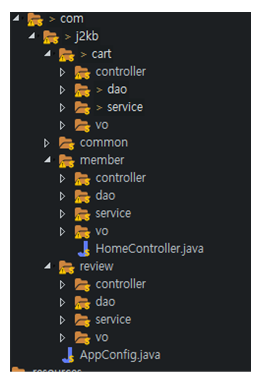 > com
> j2kb
> cart
controller
> dao
> service
vo
common
member
controller
dao
service
vo
HomeController.java
review
controller
dao
service
vo
AppConfig.java
resources